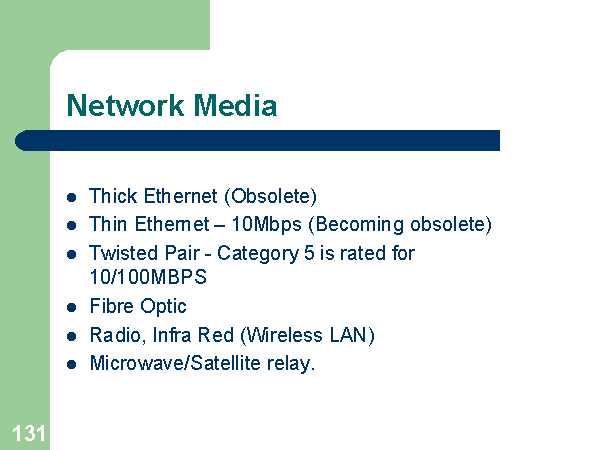 Network Media
● Thick Ethernet (Obsolete)
● Thin Ethernet – 10Mbps (Becoming obsolete)
● Twisted Pair - Category 5 is rated for
10/100MBPS
● Fibre Optic
● Radio, Infra Red (Wireless LAN)
● Microwave/Satellite relay.
131